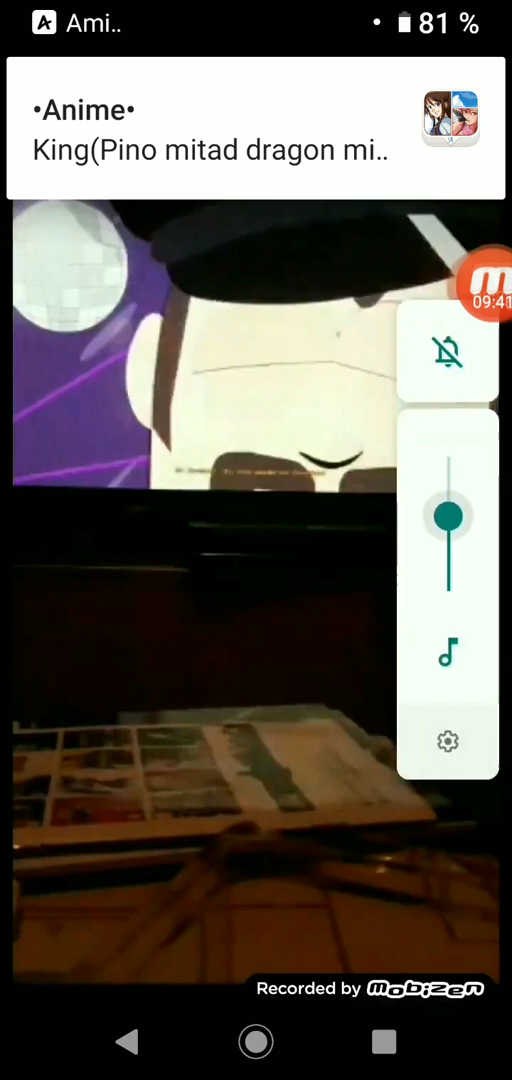 Ami..
81 %
•Anime•
King(Pino mitad dragon mi..
09:41
Recorded by mobizen